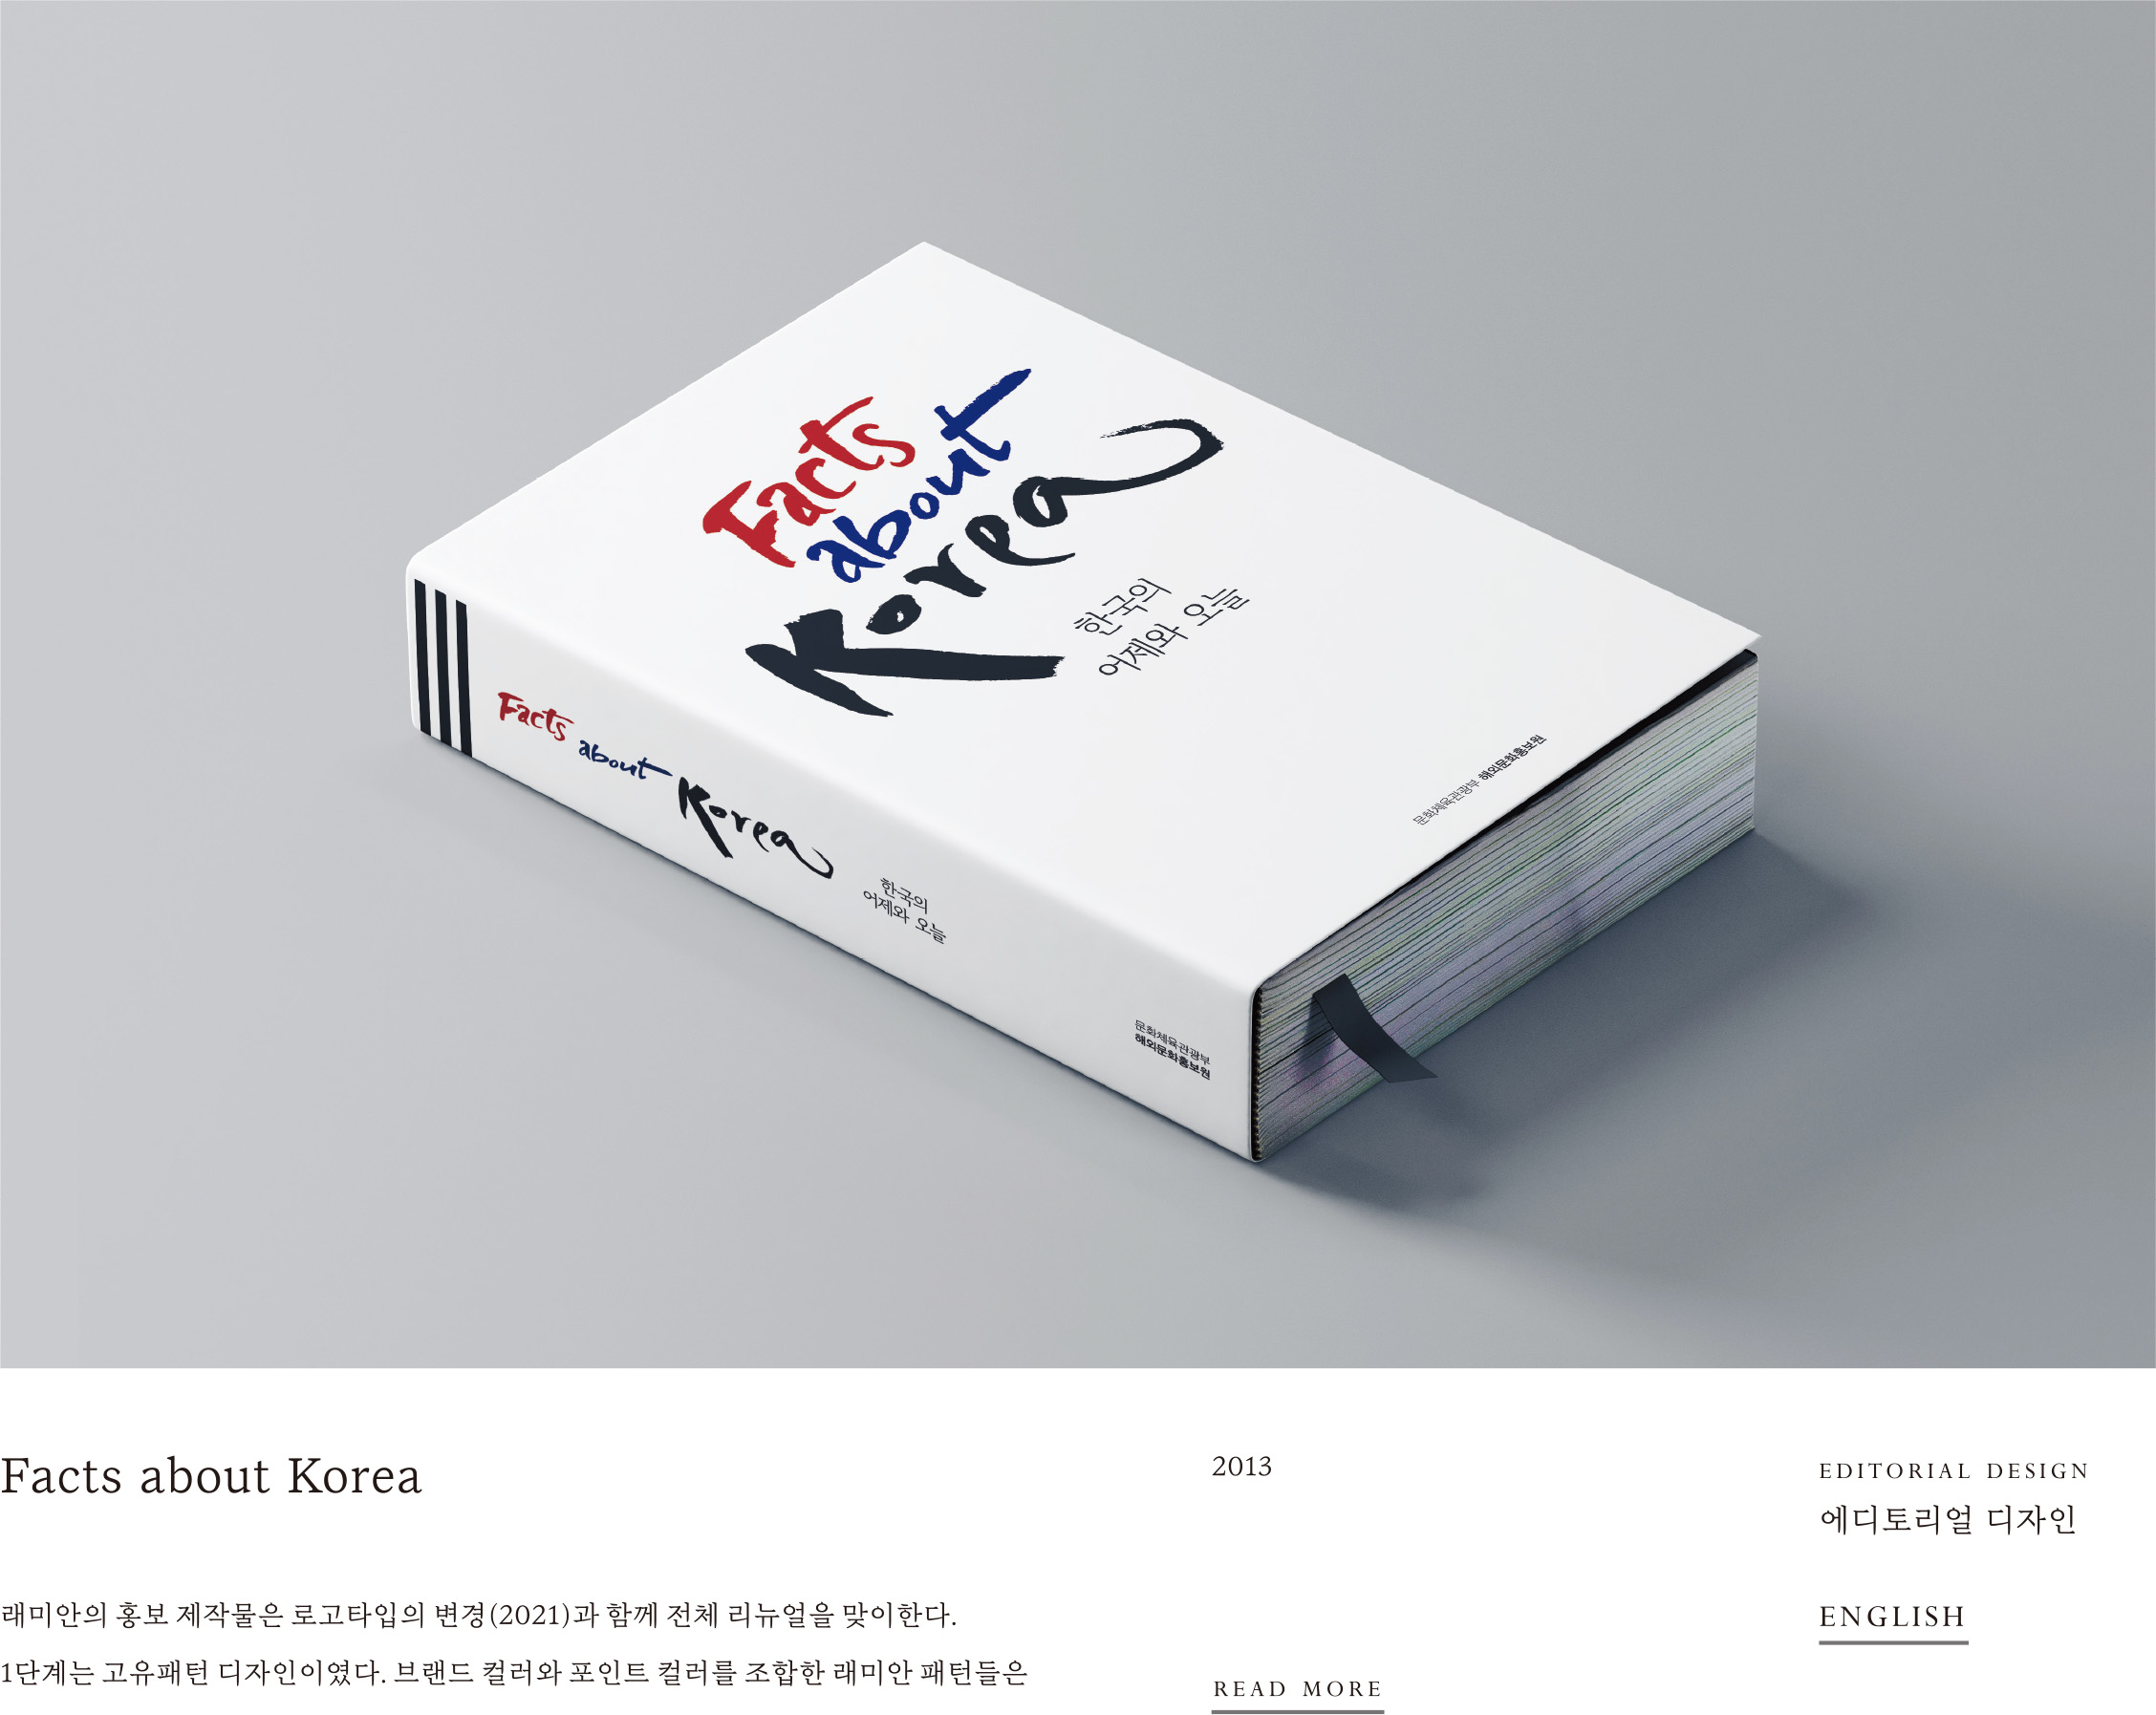 Facts
about
Korea
한국의
어제와 오늘
문화체육관광부 해외문화홍보원
Facts about Korea
한국의
어제와 오늘
문화체육관광부
해외문화홍보원
Facts about Korea
2013
EDITORIAL DESIGN
에디토리얼 디자인
래미안의 홍보 제작물은 로고타입의 변경(2021)과 함께 전체 리뉴얼을 맞이한다.
1단계는 고유패턴 디자인이였다. 브랜드 컬러와 포인트 컬러를 조합한 래미안 패턴들은
READ MORE
ENGLISH